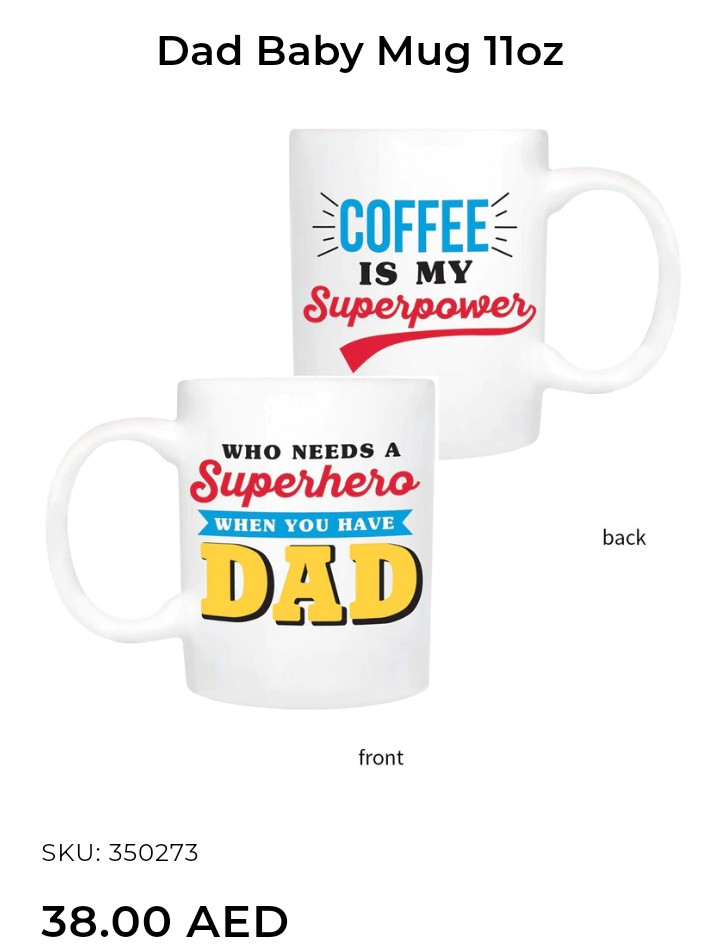 Dad Baby Mug 11oz
COFFEE
IS MY
Superpower
WHO NEEDS A
Superhero
WHEN YOU HAVE
DAD
back
front
SKU: 350273
38.00 AED